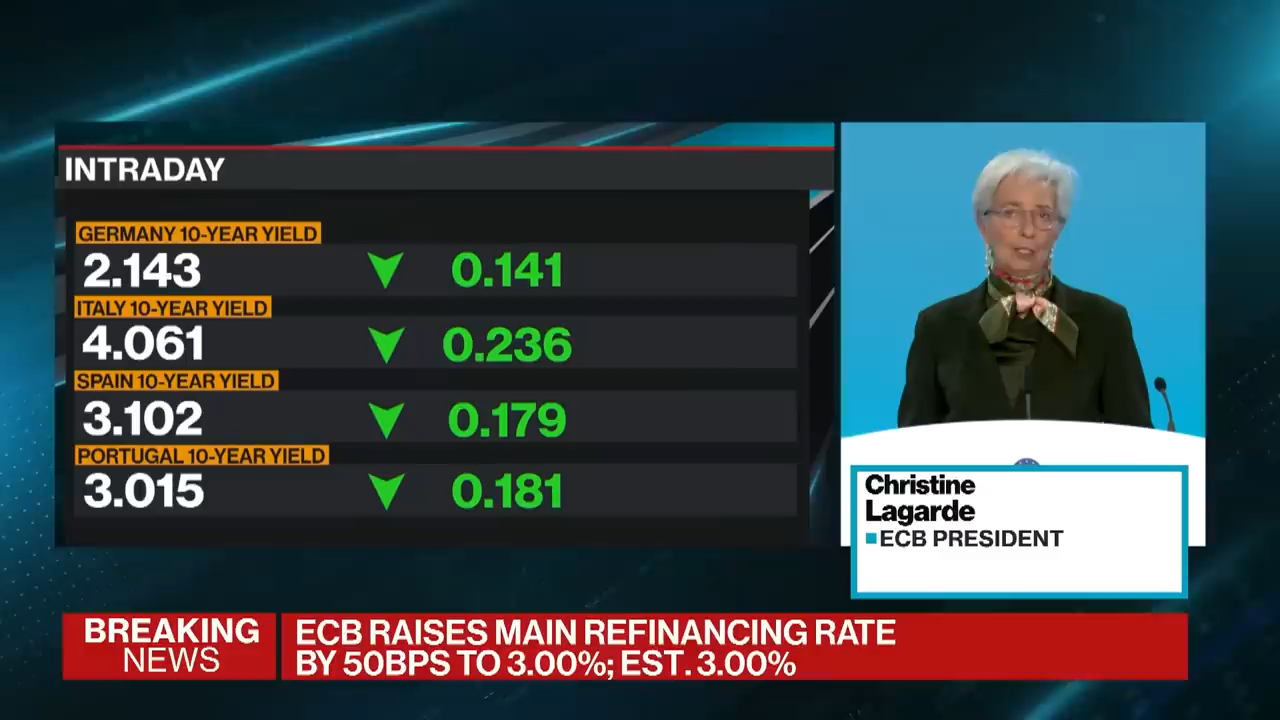 INTRADAY
GERMANY 10-YEAR YIELD
2.143 0.141
ITALY 10-YEAR YIELD
4.061 0.236
SPAIN 10-YEAR YIELD
3.102 0.179
PORTUGAL 10-YEAR YIELD
3.015 0.181
Christine
Lagarde
ECB PRESIDENT
BREAKING
NEWS
ECB RAISES MAIN REFINANCING RATE
BY 50BPS TO 3.00%; EST. 3.00%